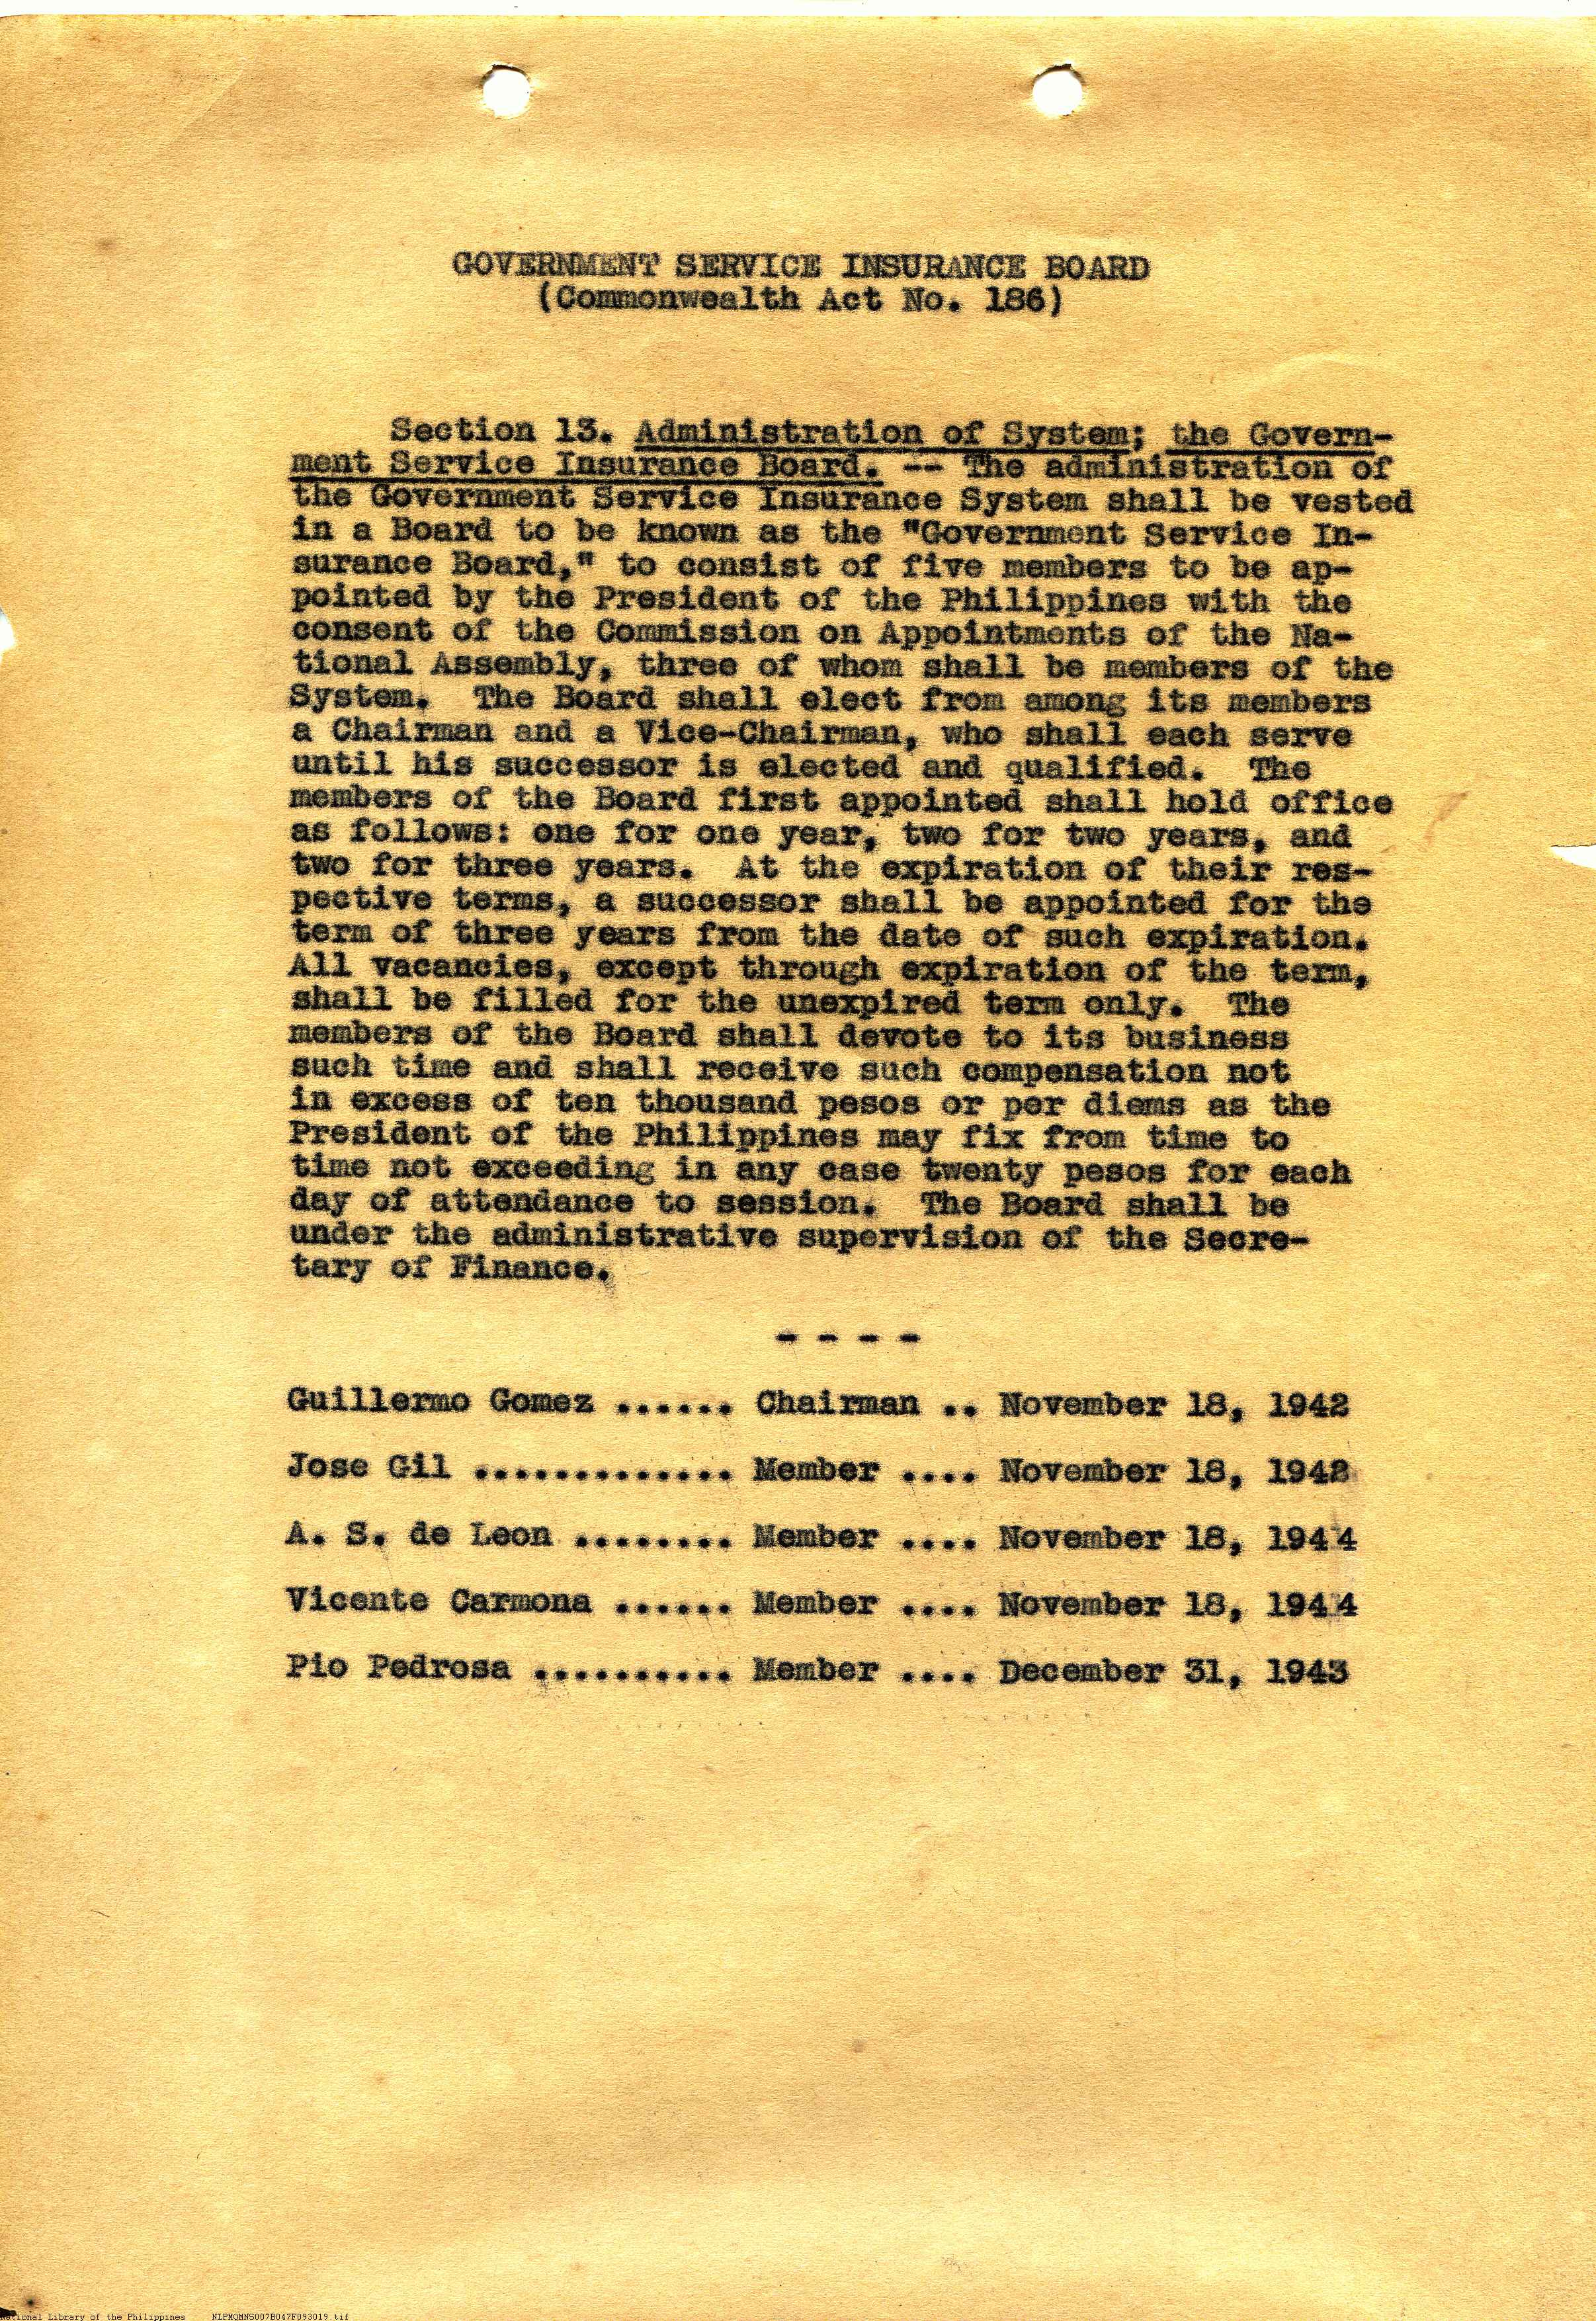 GOVERNMENT SERVICE INSURANCE BOARD
(Commonwealth Act No. 186)
Section 13. Administration of System; the Govern-
ment Service Insurance Board. -- The administration of
the Government Service Insurance System shall be vested
in a Board to be known as the "Government Service In-
surance Board," to consist of five members to be ap-
pointed by the President of the Philippines with the
consent of the Commission on Appointments of the Na-
tional Assembly, three of whom shall be members of the
System. The Board shall elect from among its members
a Chairman and a Vice-Chairman, who shall each serve
until his successor is elected and qualified. The
members of the Board first appointed shall hold office
as follows: one for one year, two for two years, and
two for three years. At the expiration of their res-
pective terms, a successor shall be appointed for the
term of three years from the date of such expiration.
All vacancies, except through expiration of the term,
shall be filled for the unexpired term only. The
members of the Board shall devote to its business
such time and shall receive such compensation not
in excess of ten thousand pesos or per diems as the
President of the Philippines may fix from time to
time not exceeding in any case twenty pesos for each
day of attendance to session. The Board shall be
under the administrative supervision of the Secre-
tary of Finance.
- - - -
Guillermo Gomez ...... Chairman .. November 18, 1942
Jose Gil ............. Member .... November 18, 1942
A. S. de Leon ........ Member .... November 18, 1944
Vicente Carmona ...... Member .... November 18, 1944
Pio Pedrosa .......... Member .... December 31, 1943
National Library of the Philippines NLPMQMNS007B047F093019.tif